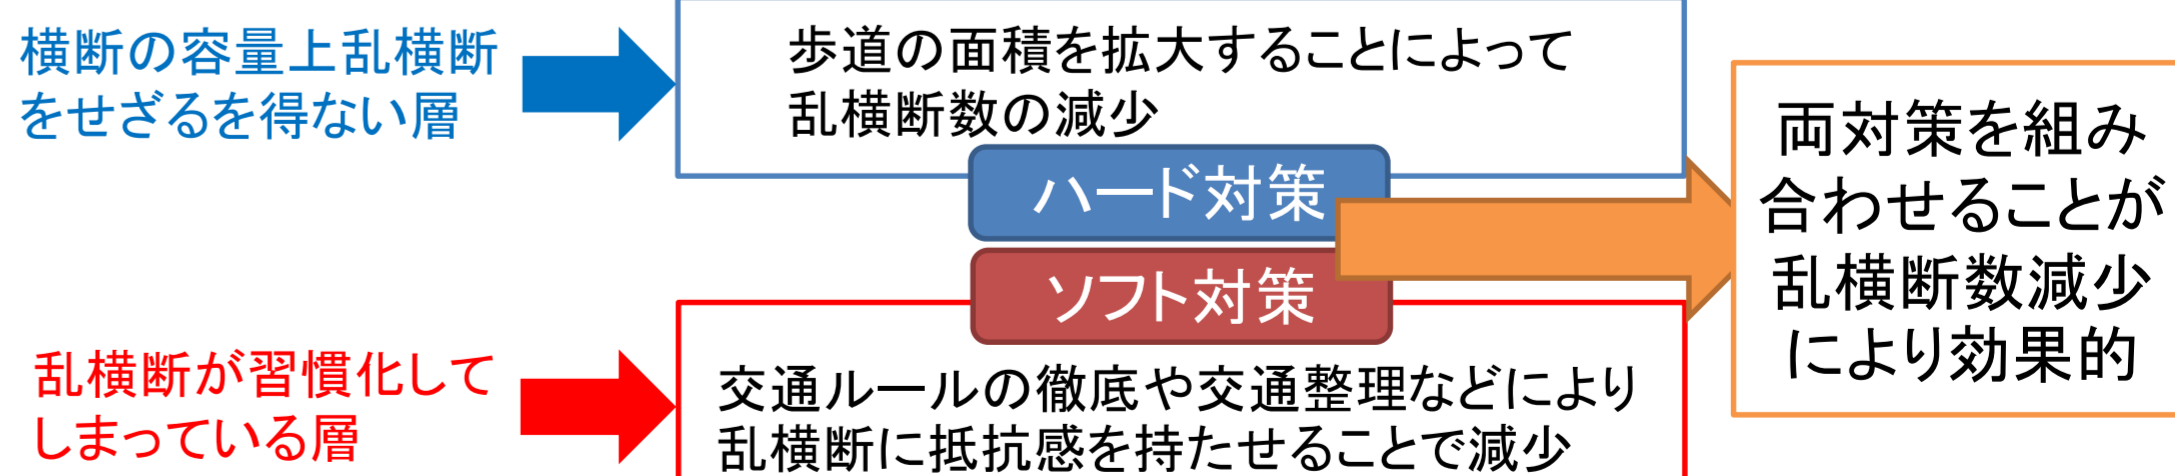 横断の容量上乱横断
をせざるを得ない層
歩道の面積を拡大することによって
乱横断数の減少
ハード対策
ソフト対策
乱横断が習慣化して
しまっている層
交通ルールの徹底や交通整理などにより
乱横断に抵抗感を持たせることで減少
両対策を組み
合わせることが
乱横断数減少
により効果的